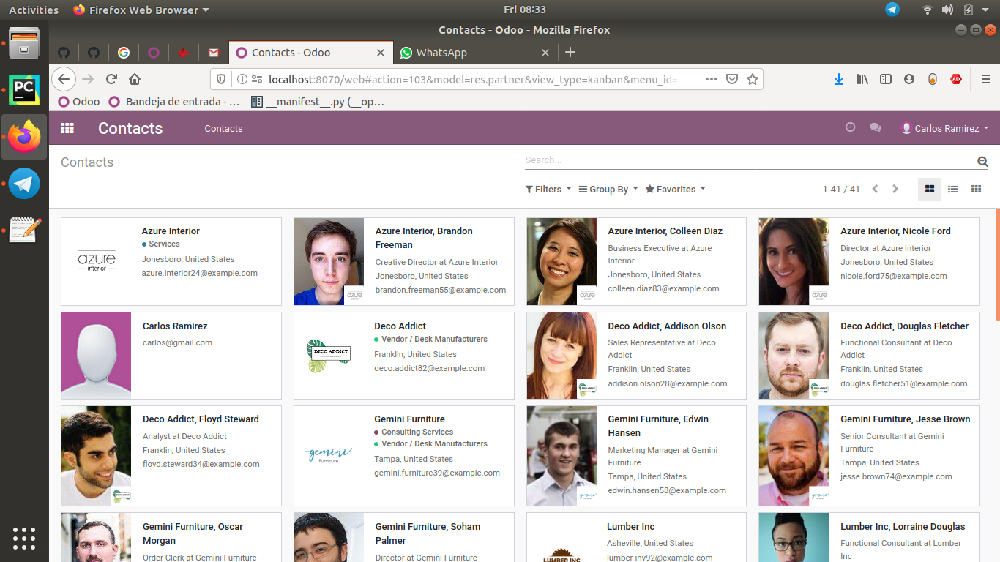 Activities
Firefox Web Browser
Fri 08:33
Contacts - Odoo - Mozilla Firefox
Contacts - Odoo
WhatsApp
localhost:8070/web#action=103&model=res.partner&view_type=kanban&menu_id=
Odoo
Bandeja de entrada - …
__manifest__.py (__op…
Contacts
Contacts
Carlos Ramirez
Contacts
Search...
Filters
Group By
Favorites
1-41 / 41
Azure Interior
Services
Jonesboro, United States
azure.Interior24@example.com
azure
interior
Azure Interior, Brandon
Freeman
Creative Director at Azure Interior
Jonesboro, United States
brandon.freeman55@example.com
azure
Azure Interior, Colleen Diaz
Business Executive at Azure
Interior
Jonesboro, United States
colleen.diaz83@example.com
azure
Azure Interior, Nicole Ford
Director at Azure Interior
Jonesboro, United States
nicole.ford75@example.com
azure
Carlos Ramirez
carlos@gmail.com
Deco Addict
Vendor / Desk Manufacturers
Franklin, United States
deco.addict82@example.com
DECO ADDICT
Deco Addict, Addison Olson
Sales Representative at Deco
Addict
Franklin, United States
addison.olson28@example.com
Deco Addict, Douglas Fletcher
Functional Consultant at Deco
Addict
Franklin, United States
douglas.fletcher51@example.com
Deco Addict, Floyd Steward
Analyst at Deco Addict
Franklin, United States
floyd.steward34@example.com
Gemini Furniture
Consulting Services
Vendor / Desk Manufacturers
Tampa, United States
gemini.furniture39@example.com
gemini
Furniture
Gemini Furniture, Edwin
Hansen
Marketing Manager at Gemini
Furniture
Tampa, United States
edwin.hansen58@example.com
gemini
Gemini Furniture, Jesse Brown
Senior Consultant at Gemini
Furniture
Tampa, United States
jesse.brown74@example.com
gemini
Gemini Furniture, Oscar
Morgan
Order Clerk at Gemini Furniture
Gemini Furniture, Soham
Palmer
Director at Gemini Furniture
Lumber Inc
Asheville, United States
lumber-inv92@example.com
LUMBER INC
Lumber Inc, Lorraine Douglas
Functional Consultant at Lumber
Inc
PC
AD